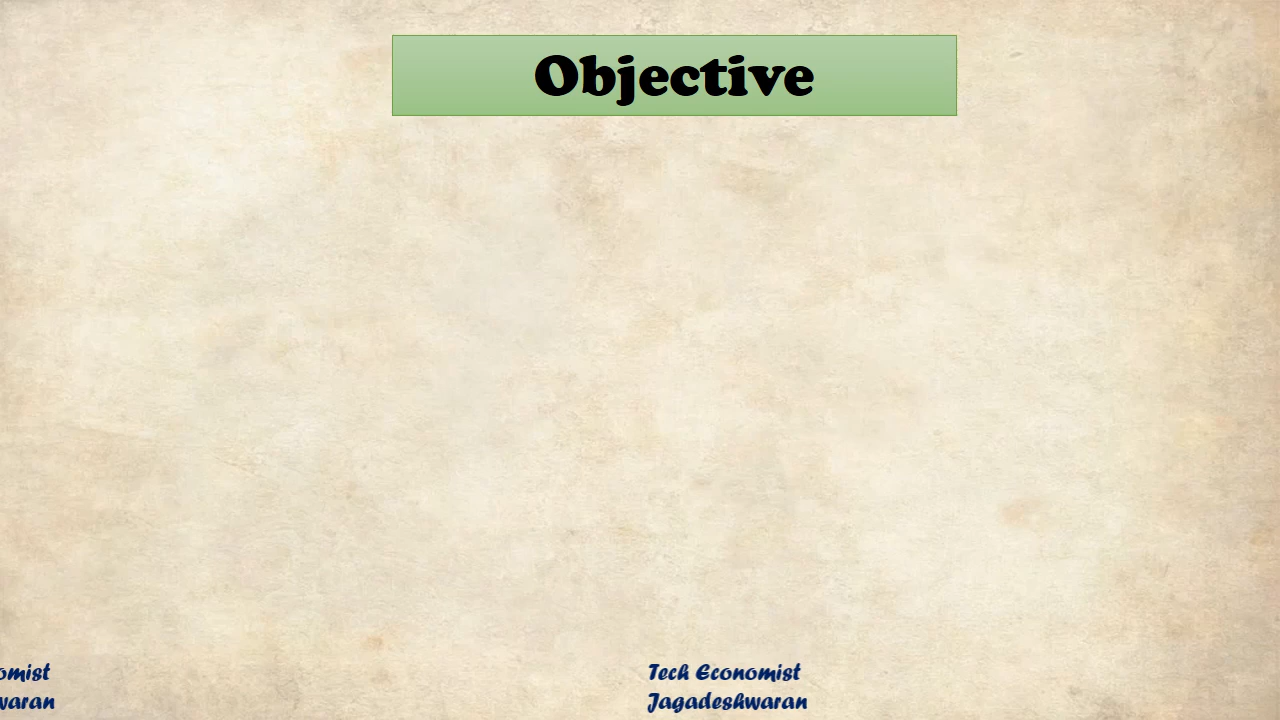 Objective
omist
waran
Tech Economist
Jagadeshwaran